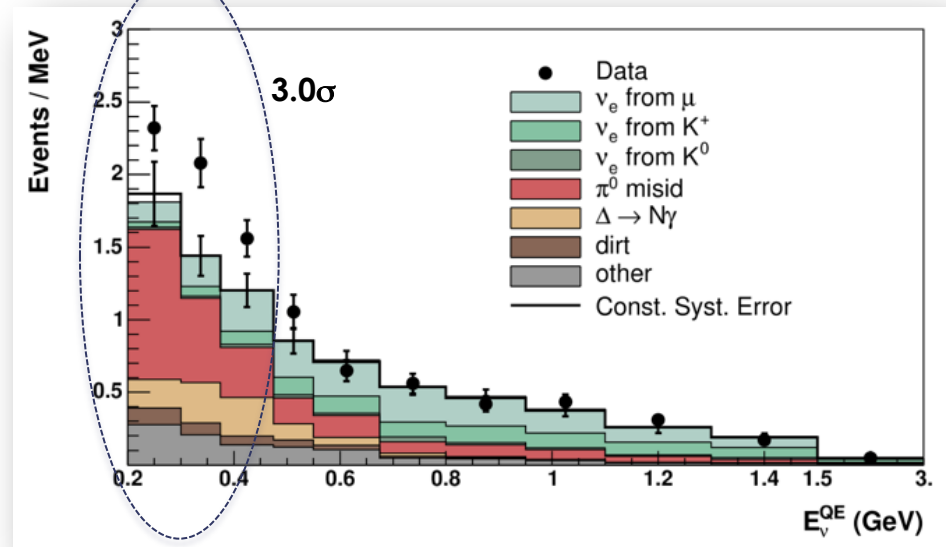 Events / MeV
3
2.5
2
1.5
1
0.5
3.0σ
Data
νe from μ
νe from K⁺
νe from K⁰
π⁰ misid
Δ → Nγ
dirt
other
Const. Syst. Error
0.2 0.4 0.6 0.8 1 1.2 1.4 1.5 3.
Eν^QE (GeV)